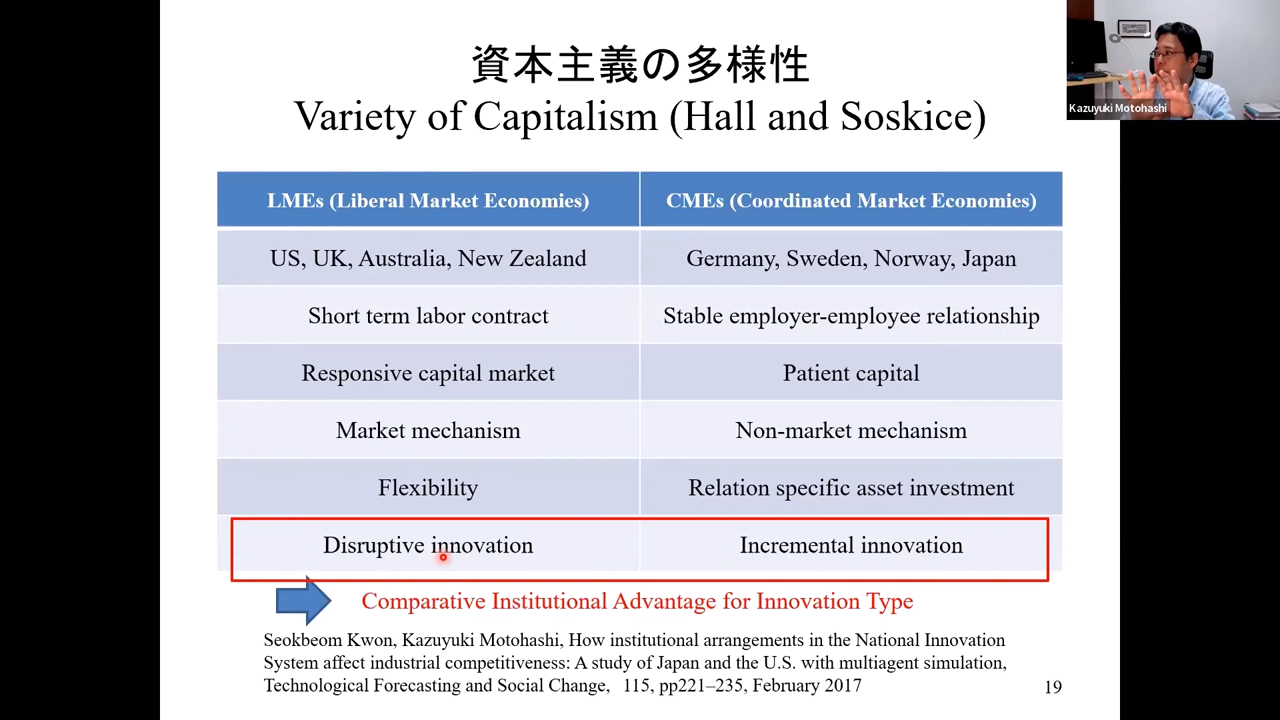 資本主義の多様性
Variety of Capitalism (Hall and Soskice)
Kazuyuki Motohashi
LMEs (Liberal Market Economies)
CMEs (Coordinated Market Economies)
US, UK, Australia, New Zealand
Germany, Sweden, Norway, Japan
Short term labor contract
Stable employer-employee relationship
Responsive capital market
Patient capital
Market mechanism
Non-market mechanism
Flexibility
Relation specific asset investment
Disruptive innovation
Incremental innovation
Comparative Institutional Advantage for Innovation Type
Seokbeom Kwon, Kazuyuki Motohashi, How institutional arrangements in the National Innovation
System affect industrial competitiveness: A study of Japan and the U.S. with multiagent simulation,
Technological Forecasting and Social Change, 115, pp221–235, February 2017
19